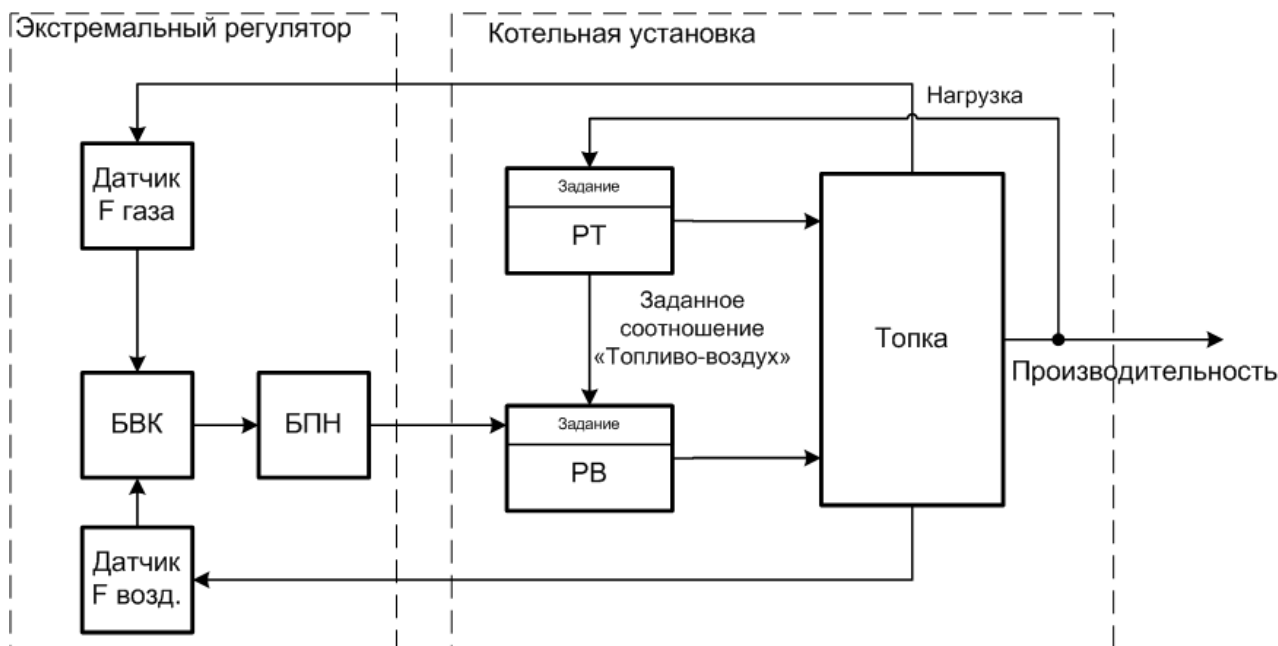 Экстремальный регулятор
Котельная установка
Нагрузка
Датчик
F газа
Задание
РТ
Заданное
соотношение
«Топливо-воздух»
Топка
Производительность
БВК
БПН
Задание
РВ
Датчик
F возд.